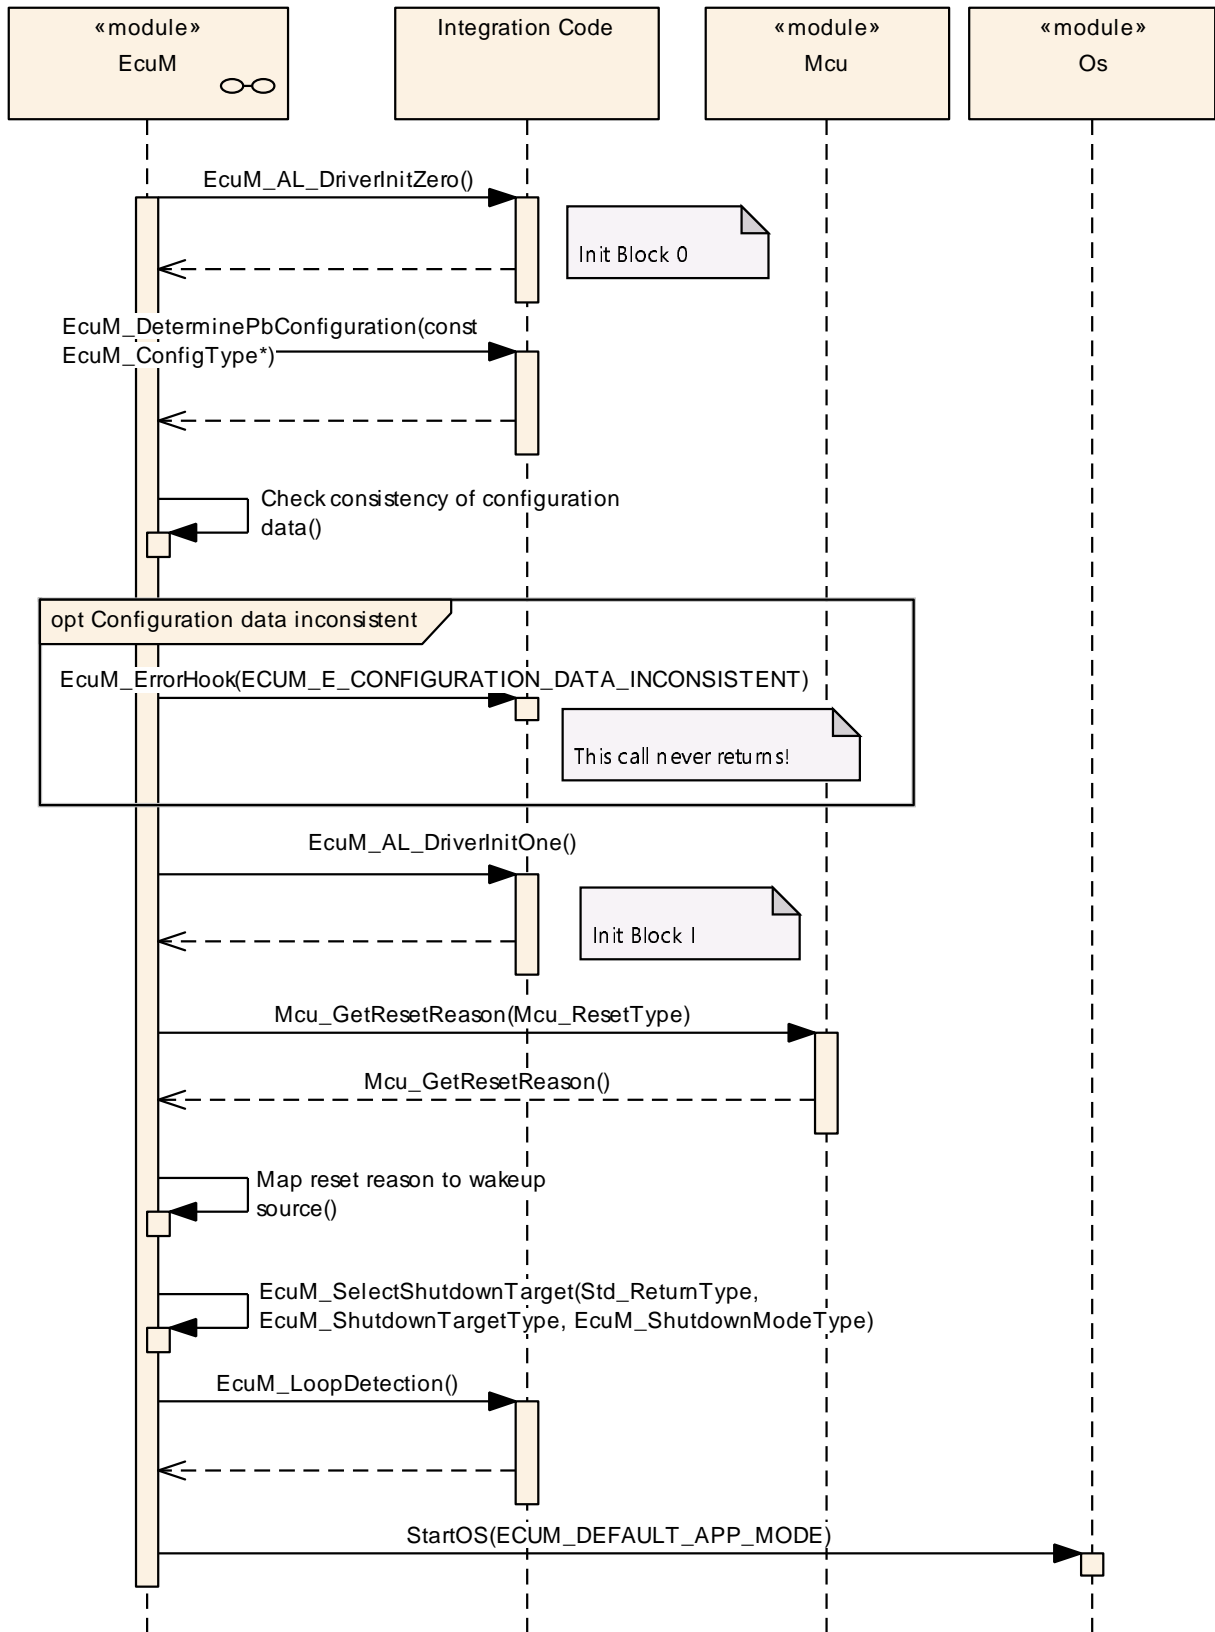 «module»
EcuM
Integration Code
«module»
Mcu
«module»
Os
EcuM_AL_DriverInitZero()
Init Block 0
EcuM_DeterminePbConfiguration(const
EcuM_ConfigType*)
Check consistency of configuration
data()
opt Configuration data inconsistent
EcuM_ErrorHook(ECUM_E_CONFIGURATION_DATA_INCONSISTENT)
This call never returns!
EcuM_AL_DriverInitOne()
Init Block I
Mcu_GetResetReason(Mcu_ResetType)
Mcu_GetResetReason()
Map reset reason to wakeup
source()
EcuM_SelectShutdownTarget(Std_ReturnType,
EcuM_ShutdownTargetType, EcuM_ShutdownModeType)
EcuM_LoopDetection()
StartOS(ECUM_DEFAULT_APP_MODE)